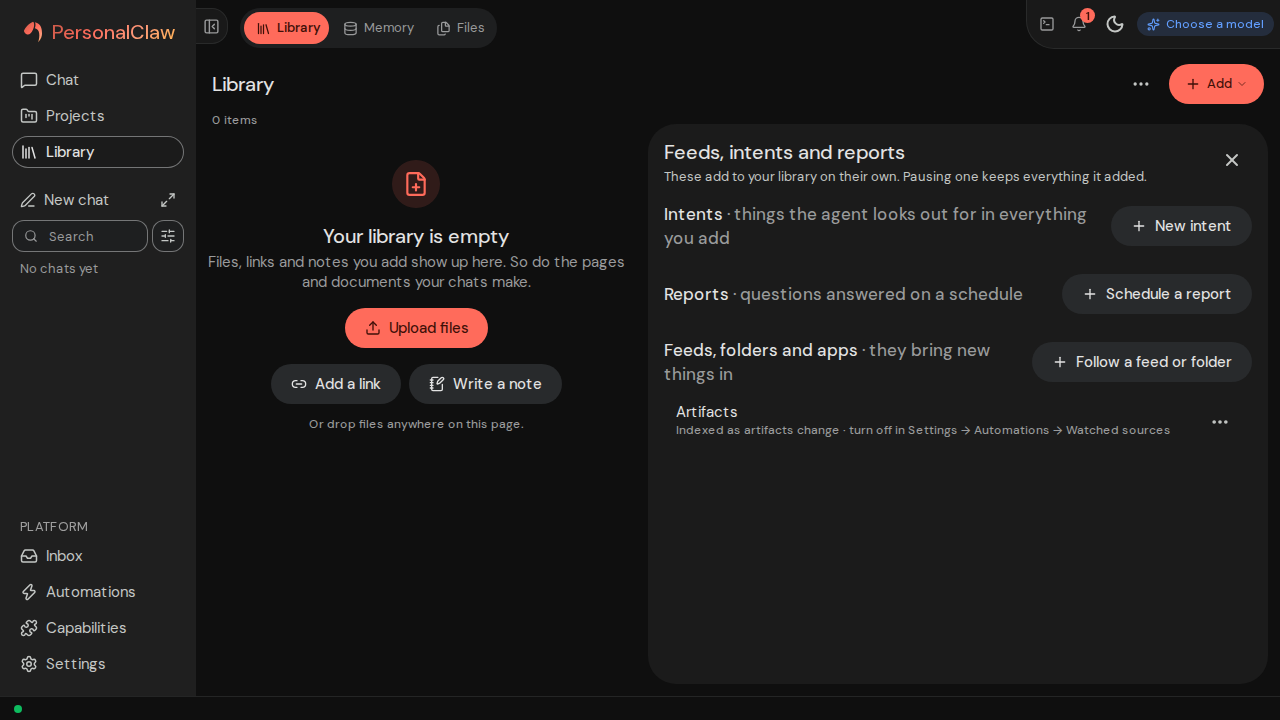 PersonalClaw
Chat
Projects
Library
New chat
Search
No chats yet
PLATFORM
Inbox
Automations
Capabilities
Settings
Library
Memory
Files
1
Choose a model
Library
Add
0 items
Your library is empty
Files, links and notes you add show up here. So do the pages
and documents your chats make.
Upload files
Add a link
Write a note
Or drop files anywhere on this page.
Feeds, intents and reports
These add to your library on their own. Pausing one keeps everything it added.
Intents · things the agent looks out for in everything
you add
New intent
Reports · questions answered on a schedule
Schedule a report
Feeds, folders and apps · they bring new
things in
Follow a feed or folder
Artifacts
Indexed as artifacts change · turn off in Settings → Automations → Watched sources